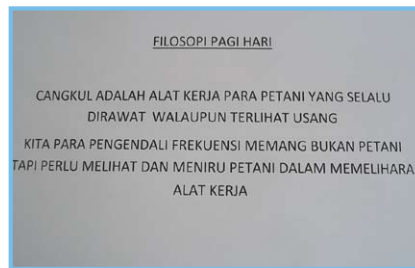 FILOSOPI PAGI HARI
CANGKUL ADALAH ALAT KERJA PARA PETANI YANG SELALU
DIRAWAT WALAUPUN TERLIHAT USANG
KITA PARA PENGENDALI FREKUENSI MEMANG BUKAN PETANI
TAPI PERLU MELIHAT DAN MENIRU PETANI DALAM MEMELIHARA
ALAT KERJA